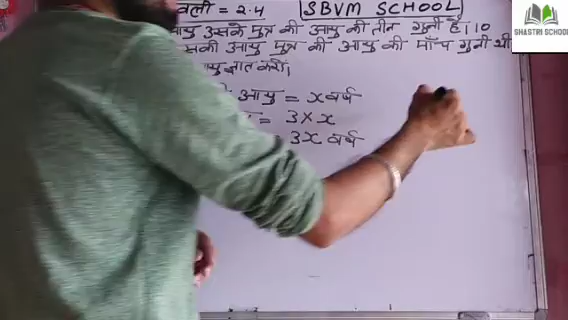 वली = 2.4 SBVM SCHOOL
आयु उसके पुत्र की आयु की तीन गुनी है। 10
सकी आयु पुत्र की आयु की पाँच गुनी थी
ज्ञात करो।
आयु = x वर्ष
= 3 × x
3x वर्ष
SHASTRI SCHOOL